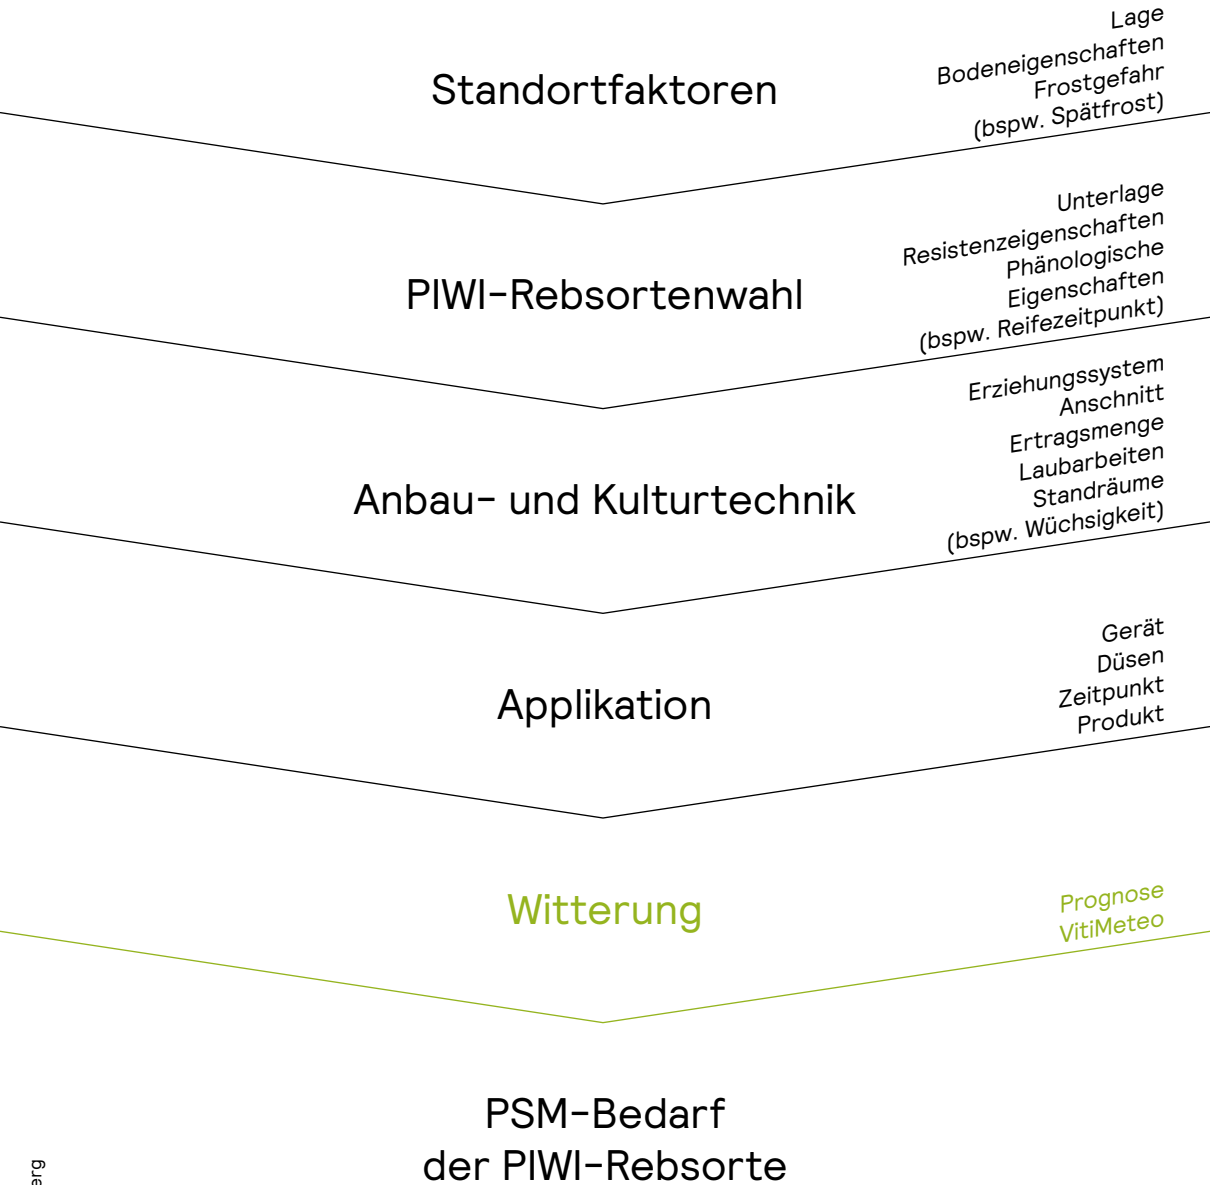 Standortfaktoren
Lage
Bodeneigenschaften
Frostgefahr
(bspw. Spätfrost)
PIWI-Rebsortenwahl
Unterlage
Resistenzeigenschaften
Phänologische
Eigenschaften
(bspw. Reifezeitpunkt)
Anbau- und Kulturtechnik
Erziehungssystem
Anschnitt
Ertragsmenge
Laubarbeiten
Standräume
(bspw. Wüchsigkeit)
Applikation
Gerät
Düsen
Zeitpunkt
Produkt
Witterung
Prognose
VitiMeteo
PSM-Bedarf
der PIWI-Rebsorte